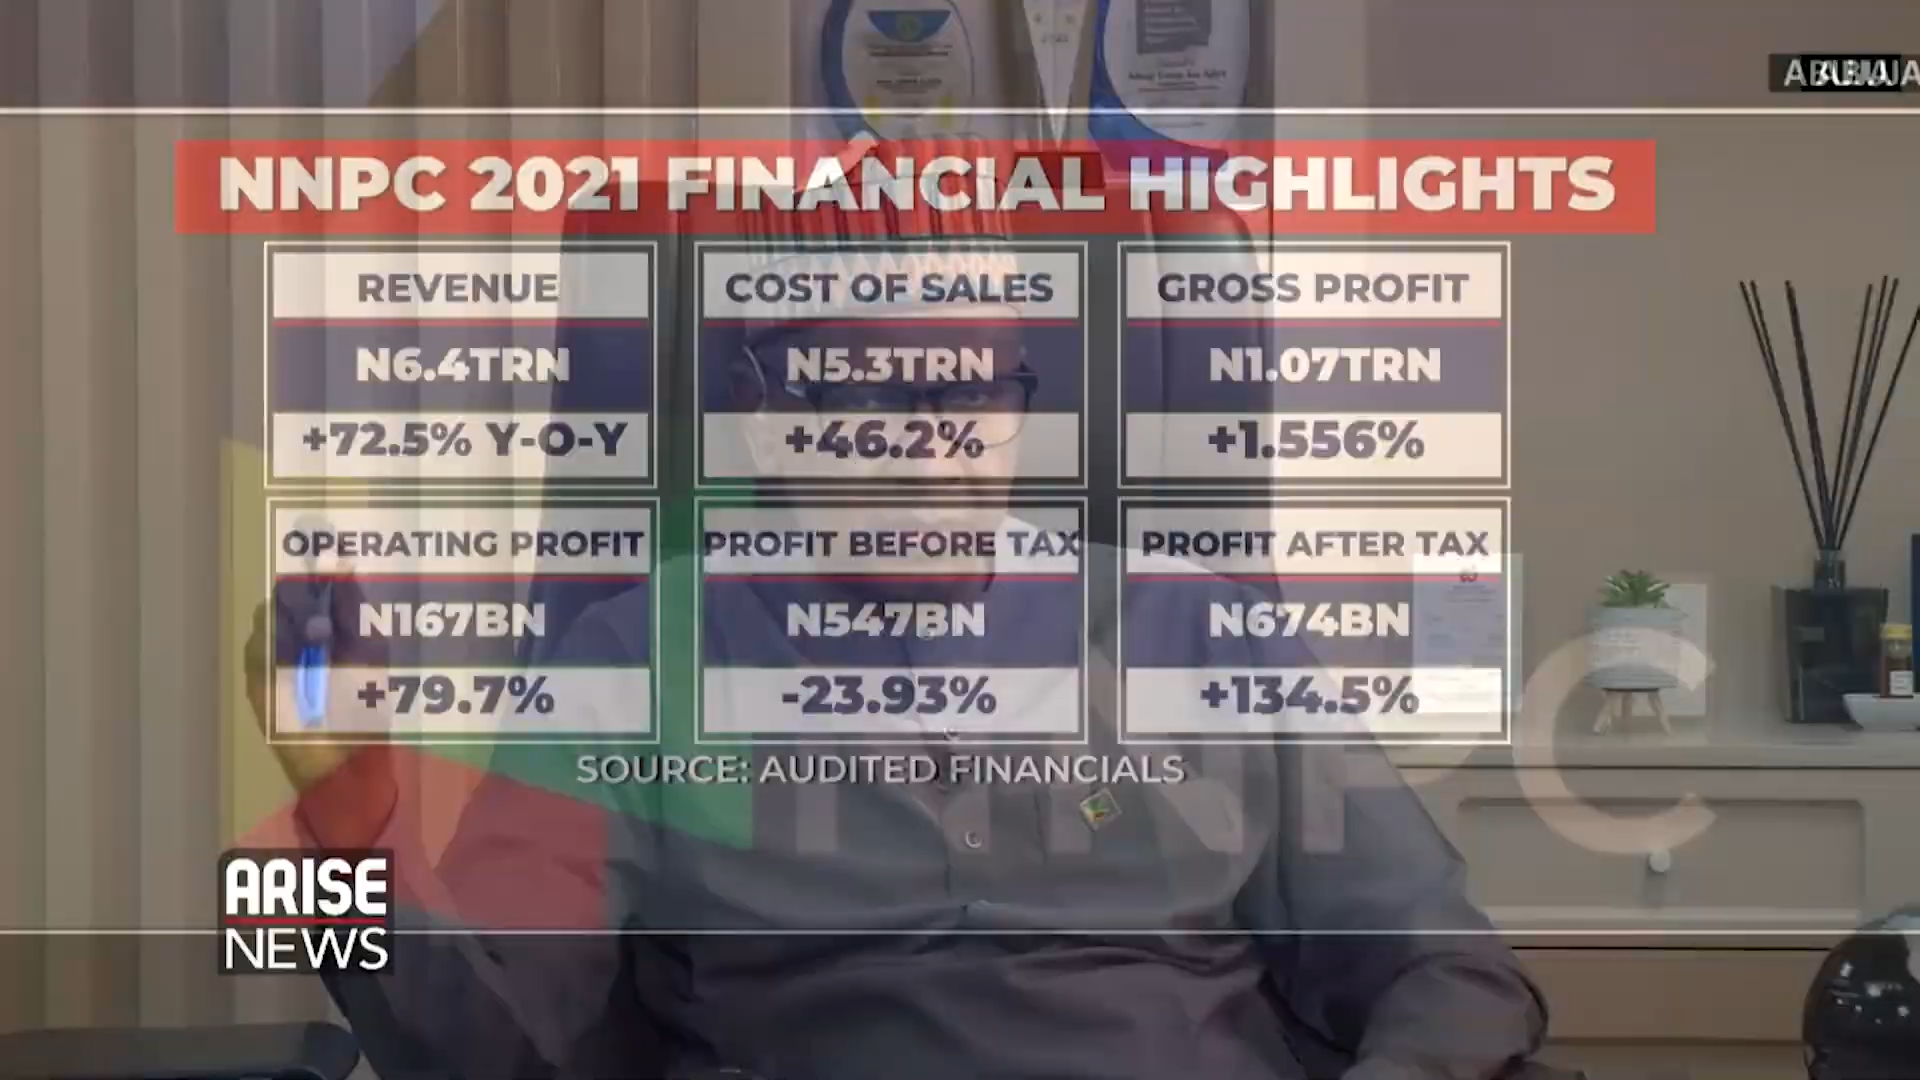 ABUJA
NNPC 2021 FINANCIAL HIGHLIGHTS
REVENUE
N6.4TRN
+72.5% Y-O-Y
COST OF SALES
N5.3TRN
+46.2%
GROSS PROFIT
N1.07TRN
+1.556%
OPERATING PROFIT
N167BN
+79.7%
PROFIT BEFORE TAX
N547BN
-23.93%
PROFIT AFTER TAX
N674BN
+134.5%
SOURCE: AUDITED FINANCIALS
NNPC
ARISE
NEWS